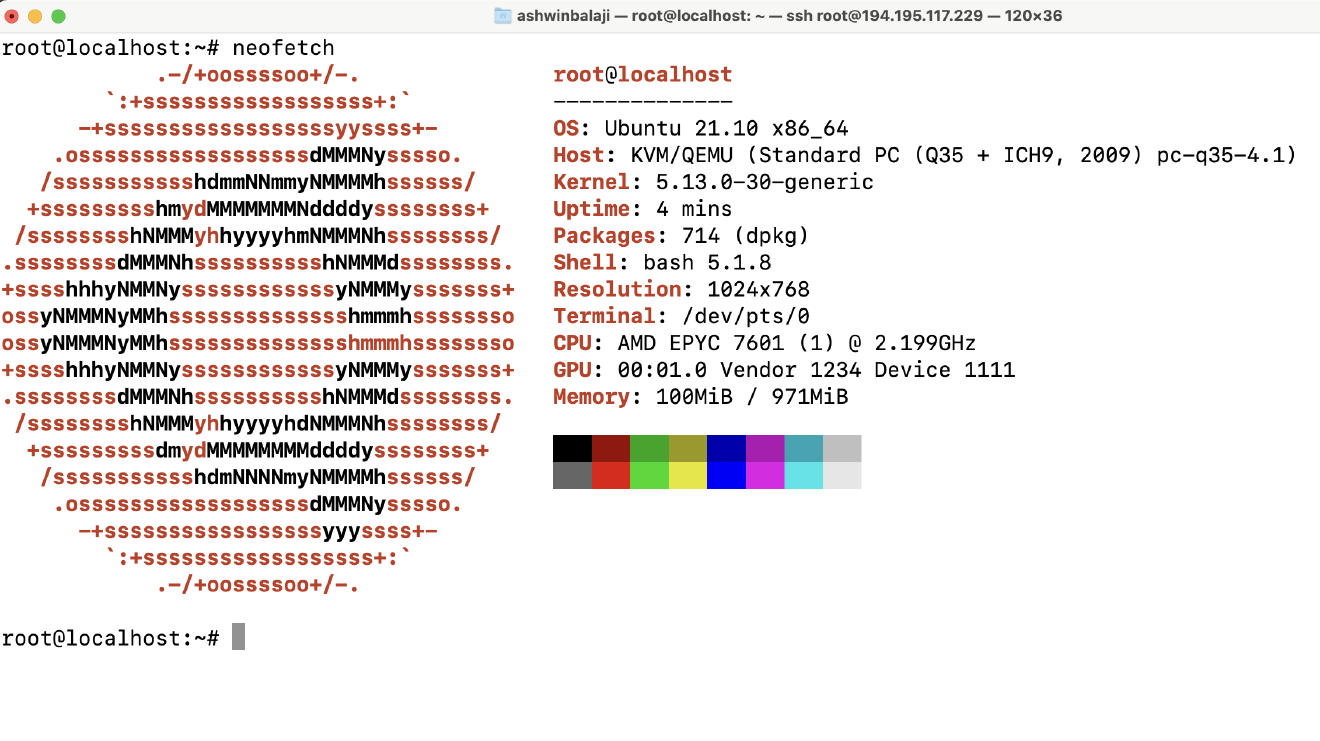 ashwinbalaji — root@localhost: ~ — ssh root@194.195.117.229 — 120×36
root@localhost:~# neofetch
            .-/+oossssoo+/-.               root@localhost
        `:+ssssssssssssssssss+:`           --------------
      -+ssssssssssssssssssyyssss+-         OS: Ubuntu 21.10 x86_64
    .ossssssssssssssssssdMMMNysssso.       Host: KVM/QEMU (Standard PC (Q35 + ICH9, 2009) pc-q35-4.1)
   /ssssssssssshdmmNNmmyNMMMMhssssss/      Kernel: 5.13.0-30-generic
  +ssssssssshmydMMMMMMMNddddyssssssss+     Uptime: 4 mins
 /sssssssshNMMMyhhyyyyhmNMMMNhssssssss/    Packages: 714 (dpkg)
.ssssssssdMMMNhsssssssssshNMMMdssssssss.   Shell: bash 5.1.8
+sssshhhyNMMNyssssssssssssyNMMMysssssss+   Resolution: 1024x768
ossyNMMMNyMMhsssssssssssssshmmmhssssssso   Terminal: /dev/pts/0
ossyNMMMNyMMhsssssssssssssshmmmhssssssso   CPU: AMD EPYC 7601 (1) @ 2.199GHz
+sssshhhyNMMNyssssssssssssyNMMMysssssss+   GPU: 00:01.0 Vendor 1234 Device 1111
.ssssssssdMMMNhsssssssssshNMMMdssssssss.   Memory: 100MiB / 971MiB
 /sssssssshNMMMyhhyyyyhdNMMMNhssssssss/
  +sssssssssdmydMMMMMMMMddddyssssssss+
   /ssssssssssshdmNNNNmyNMMMMhssssss/
    .ossssssssssssssssssdMMMNysssso.
      -+sssssssssssssssssyyyssss+-
        `:+ssssssssssssssssss+:`
            .-/+oossssoo+/-.
root@localhost:~#